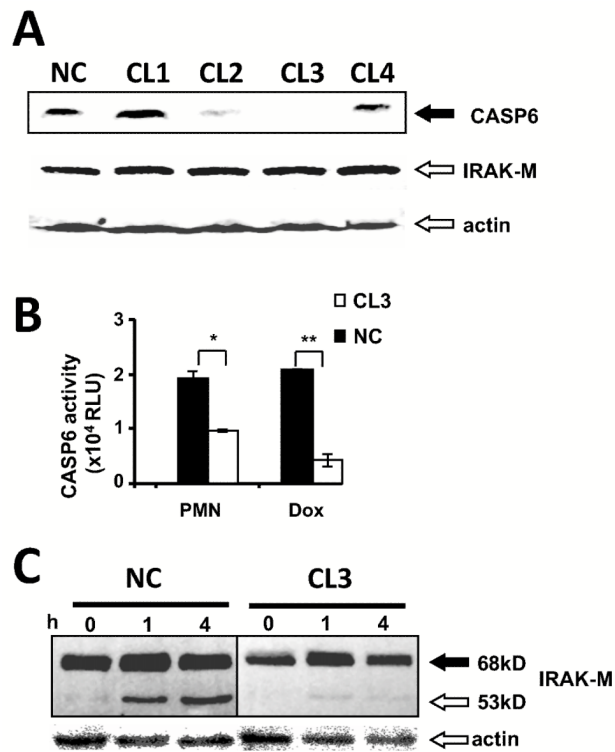 A
NC CL1 CL2 CL3 CL4
CASP6
IRAK-M
actin
B
CL3
NC
CASP6 activity
(x10⁴ RLU)
3
2
1
0
*
**
PMN Dox
C
NC CL3
h 0 1 4 0 1 4
68kD
IRAK-M
53kD
actin